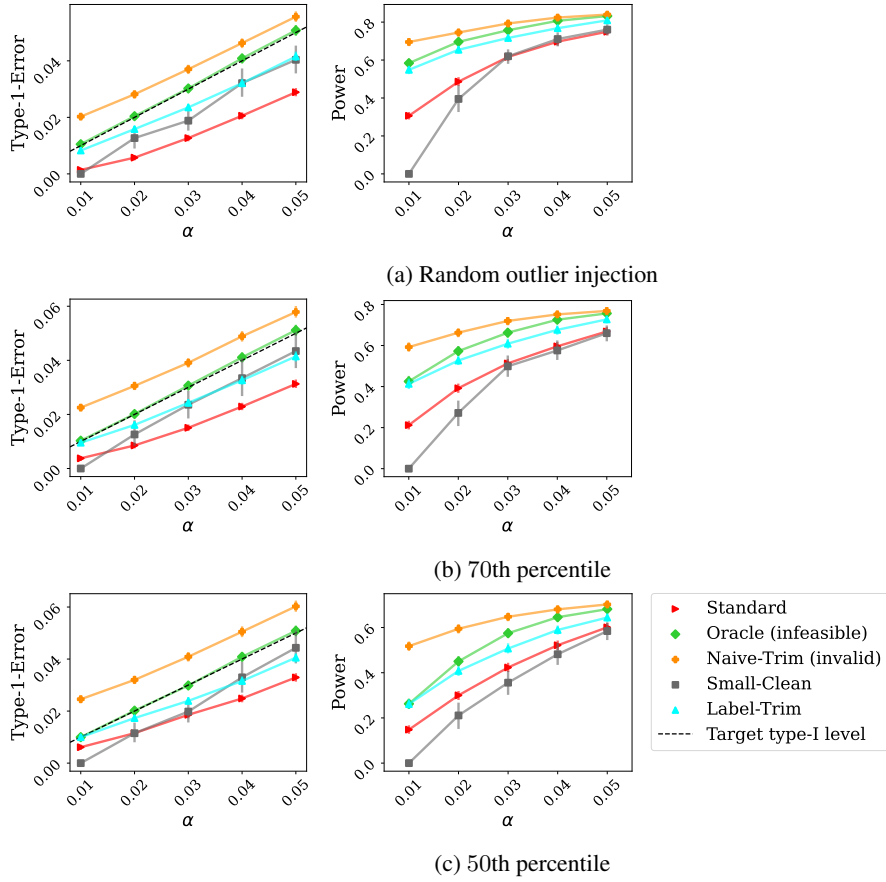 Type-1-Error
0.04
0.02
0.00
0.01
0.02
0.03
0.04
0.05
α
Power
0.8
0.6
0.4
0.2
0.0
0.01
0.02
0.03
0.04
0.05
α
(a) Random outlier injection
Type-1-Error
0.06
0.04
0.02
0.00
0.01
0.02
0.03
0.04
0.05
α
Power
0.8
0.6
0.4
0.2
0.0
0.01
0.02
0.03
0.04
0.05
α
(b) 70th percentile
Type-1-Error
0.06
0.04
0.02
0.00
0.01
0.02
0.03
0.04
0.05
α
Power
0.6
0.4
0.2
0.0
0.01
0.02
0.03
0.04
0.05
α
Standard
Oracle (infeasible)
Naive-Trim (invalid)
Small-Clean
Label-Trim
Target type-I level
(c) 50th percentile